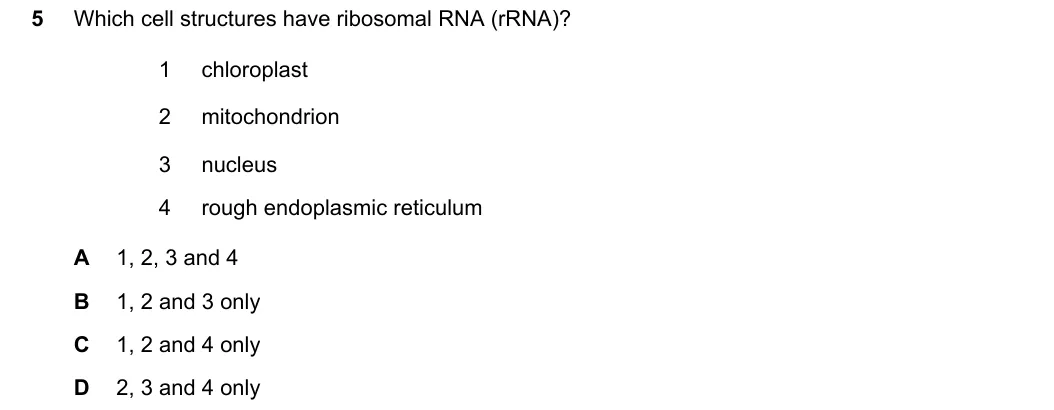 5 Which cell structures have ribosomal RNA (rRNA)?
1 chloroplast
2 mitochondrion
3 nucleus
4 rough endoplasmic reticulum
A 1, 2, 3 and 4
B 1, 2 and 3 only
C 1, 2 and 4 only
D 2, 3 and 4 only